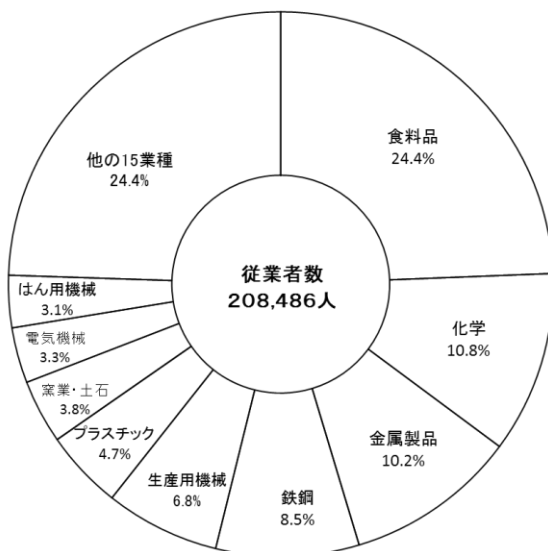 食料品
24.4%
化学
10.8%
金属製品
10.2%
鉄鋼
8.5%
生産用機械
6.8%
プラスチック
4.7%
窯業・土石
3.8%
電気機械
3.3%
はん用機械
3.1%
他の15業種
24.4%
従業者数
208,486人